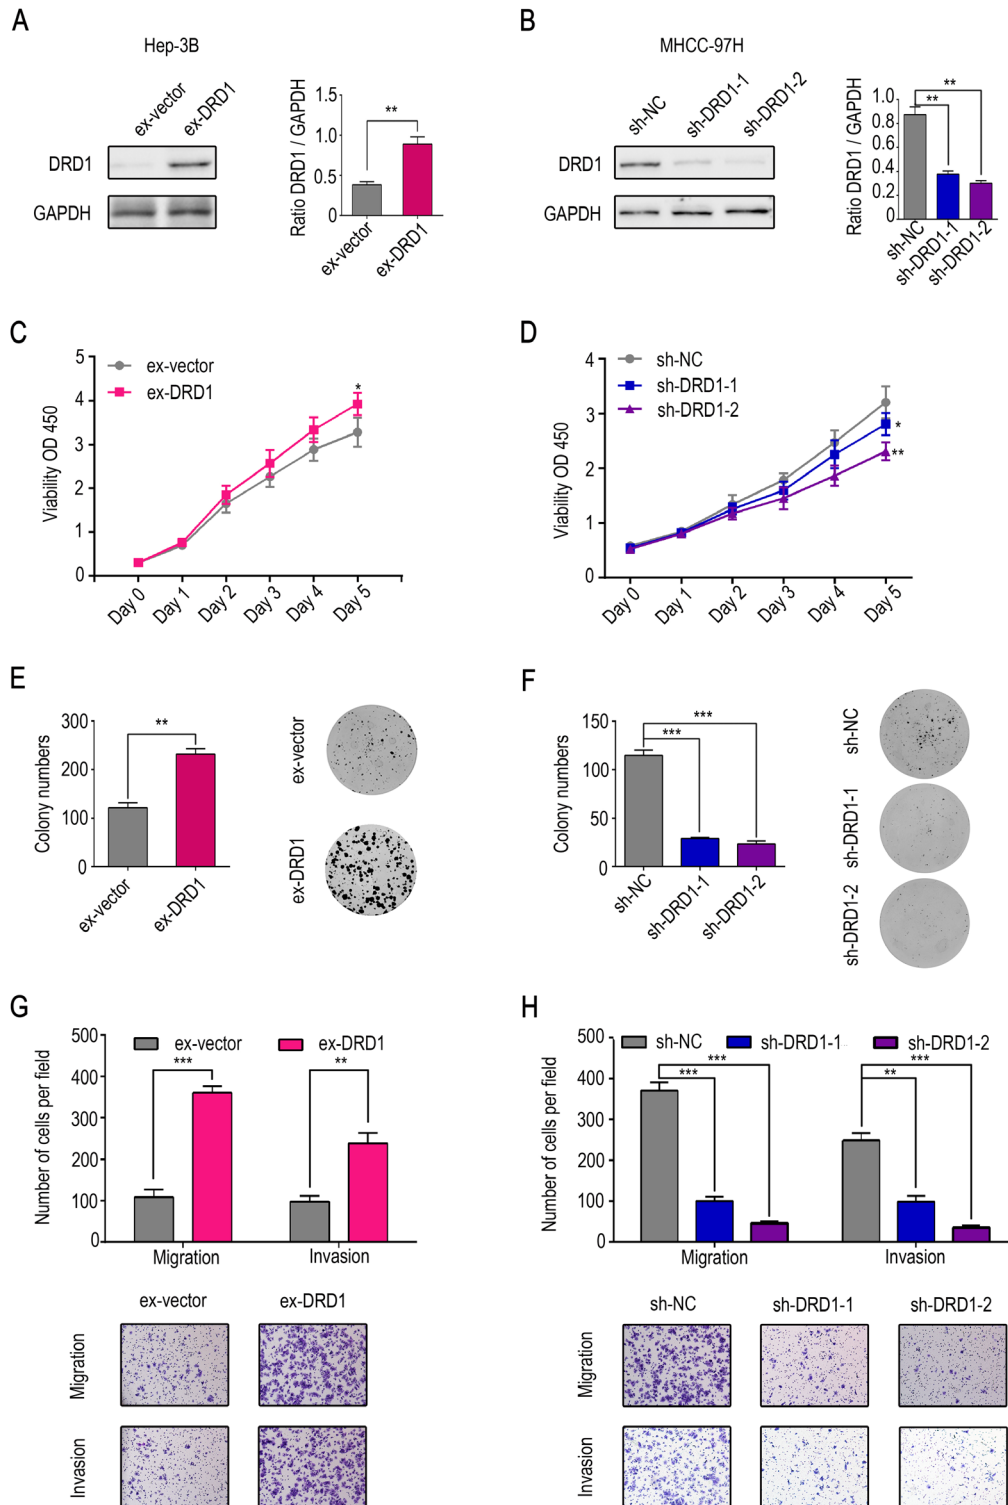 A
Hep-3B
ex-vector
ex-DRD1
DRD1
GAPDH
Ratio DRD1 / GAPDH
1.5
1.0
0.5
0
**
ex-vector
ex-DRD1
B
MHCC-97H
sh-NC
sh-DRD1-1
sh-DRD1-2
DRD1
GAPDH
Ratio DRD1 / GAPDH
1.0
0.8
0.6
0.4
0.2
0
**
**
sh-NC
sh-DRD1-1
sh-DRD1-2
C
Viability OD 450
5
4
3
2
1
0
ex-vector
ex-DRD1
*
Day 0
Day 1
Day 2
Day 3
Day 4
Day 5
D
Viability OD 450
4
3
2
1
0
sh-NC
sh-DRD1-1
sh-DRD1-2
*
**
Day 0
Day 1
Day 2
Day 3
Day 4
Day 5
E
Colony numbers
300
200
100
0
**
ex-vector
ex-DRD1
ex-vector
ex-DRD1
F
Colony numbers
150
100
50
0
***
***
sh-NC
sh-DRD1-1
sh-DRD1-2
sh-NC
sh-DRD1-1
sh-DRD1-2
G
Number of cells per field
500
400
300
200
100
0
ex-vector
ex-DRD1
***
**
Migration
Invasion
ex-vector
ex-DRD1
Migration
Invasion
H
Number of cells per field
500
400
300
200
100
0
sh-NC
sh-DRD1-1
sh-DRD1-2
***
***
***
**
Migration
Invasion
sh-NC
sh-DRD1-1
sh-DRD1-2
Migration
Invasion